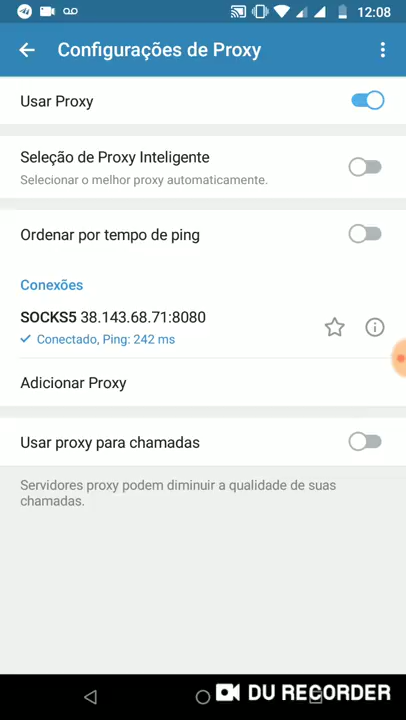 12:08
Configurações de Proxy
Usar Proxy
Seleção de Proxy Inteligente
Selecionar o melhor proxy automaticamente.
Ordenar por tempo de ping
Conexões
SOCKS5 38.143.68.71:8080
Conectado, Ping: 242 ms
Adicionar Proxy
Usar proxy para chamadas
Servidores proxy podem diminuir a qualidade de suas
chamadas.
DU RECORDER